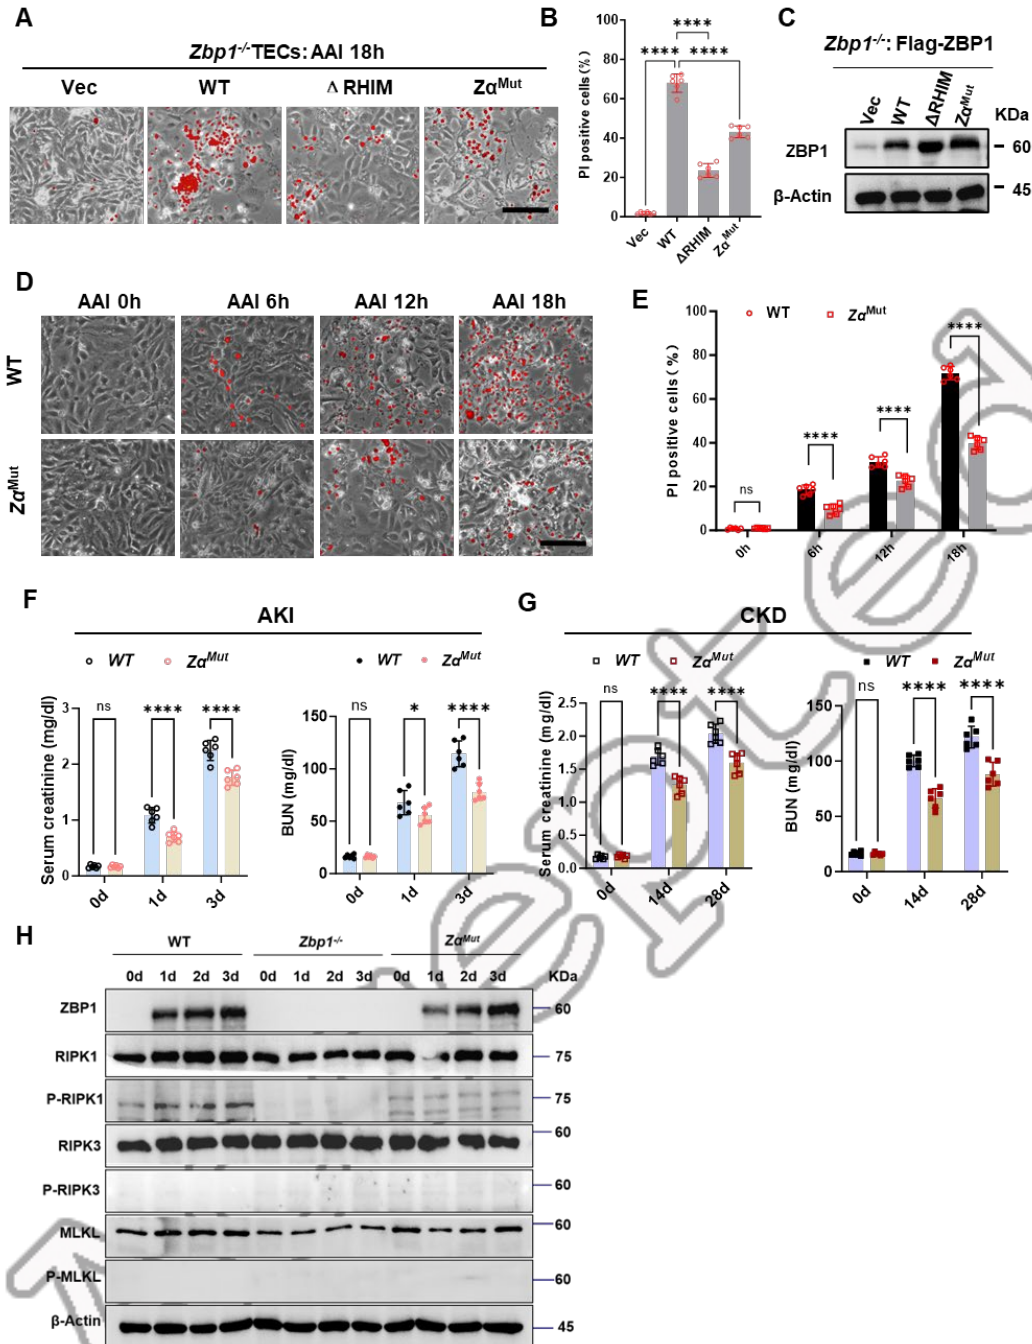 A
Zbp1-/-TECs: AAI 18h
Vec WT ΔRHIM ZαMut
B
PI positive cells (%)
100
80
60
40
20
0
**** **** ****
Vec WT ΔRHIM ZαMut
C
Zbp1-/-: Flag-ZBP1
Vec WT ΔRHIM ZαMut KDa
ZBP1 60
β-Actin 45
D
AAI 0h AAI 6h AAI 12h AAI 18h
WT
ZαMut
E
WT ZαMut
PI positive cells (%)
100
80
60
40
20
0
ns **** **** ****
0h 6h 12h 18h
F
AKI
WT ZαMut
Serum creatinine (mg/dl)
3
2
1
0
ns **** ****
0d 1d 3d
WT ZαMut
BUN (mg/dl)
150
100
50
0
ns * ****
0d 1d 3d
G
CKD
WT ZαMut
Serum creatinine (mg/dl)
2.5
2.0
1.5
1.0
0.5
0.0
ns **** ****
0d 14d 28d
WT ZαMut
BUN (mg/dl)
150
100
50
0
ns **** ****
0d 14d 28d
H
WT Zbp1-/- ZαMut
0d 1d 2d 3d 0d 1d 2d 3d 0d 1d 2d 3d KDa
ZBP1 60
RIPK1 75
P-RIPK1 75
RIPK3 60
P-RIPK3 60
MLKL 60
P-MLKL 60
β-Actin 45